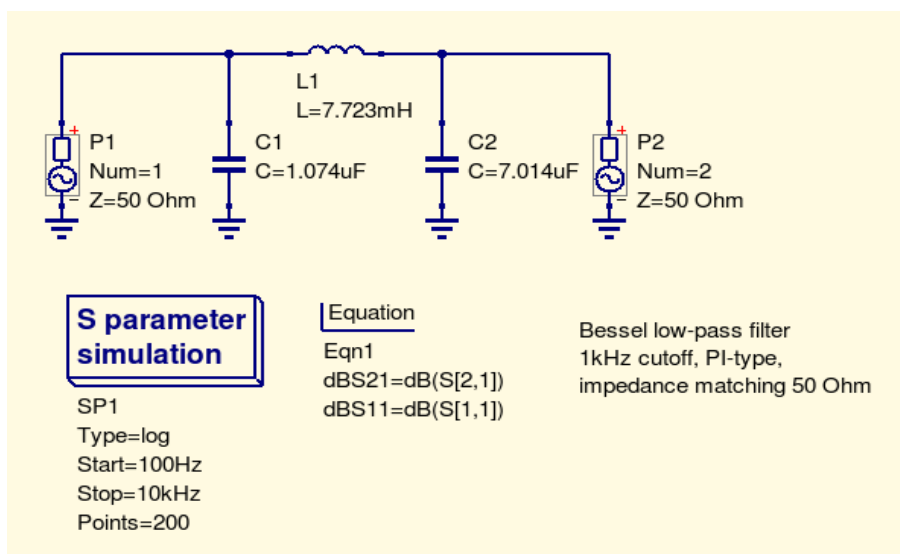 L1
L=7.723mH
+
P1
Num=1
Z=50 Ohm
−
C1
C=1.074uF
C2
C=7.014uF
+
P2
Num=2
Z=50 Ohm
−
S parameter
simulation
SP1
Type=log
Start=100Hz
Stop=10kHz
Points=200
Equation
Eqn1
dBS21=dB(S[2,1])
dBS11=dB(S[1,1])
Bessel low-pass filter
1kHz cutoff, PI-type,
impedance matching 50 Ohm